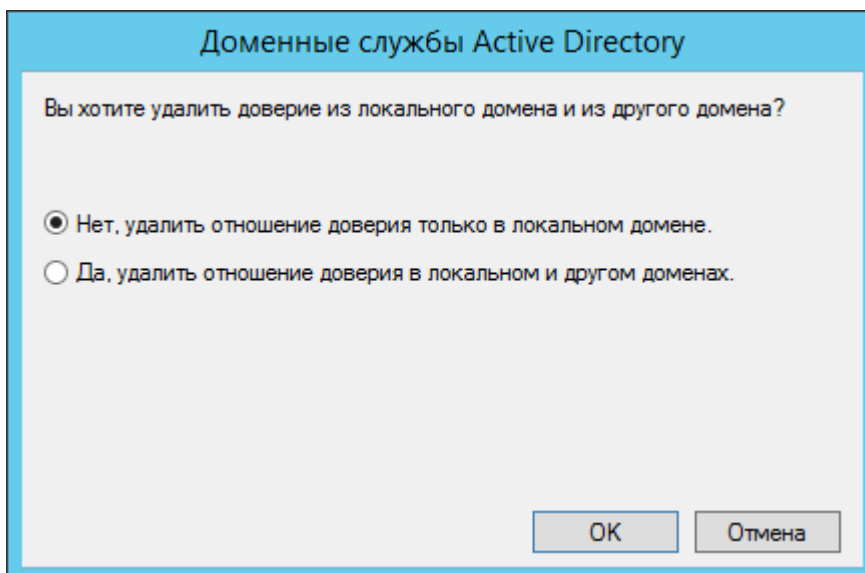 Доменные службы Active Directory
Вы хотите удалить доверие из локального домена и из другого домена?
Нет, удалить отношение доверия только в локальном домене.
Да, удалить отношение доверия в локальном и другом доменах.
OK Отмена